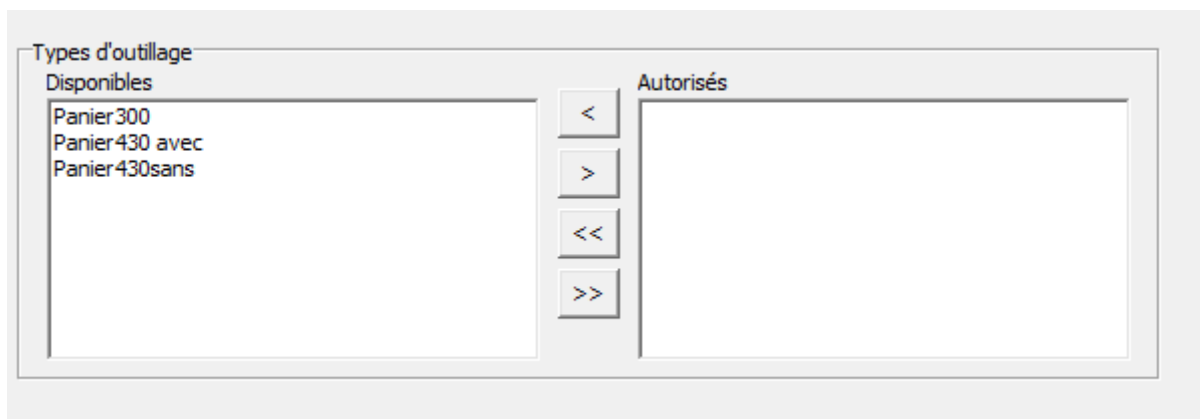 Types d'outillage
Disponibles
Autorisés
Panier300
Panier430 avec
Panier430sans
<
>
<<
>>